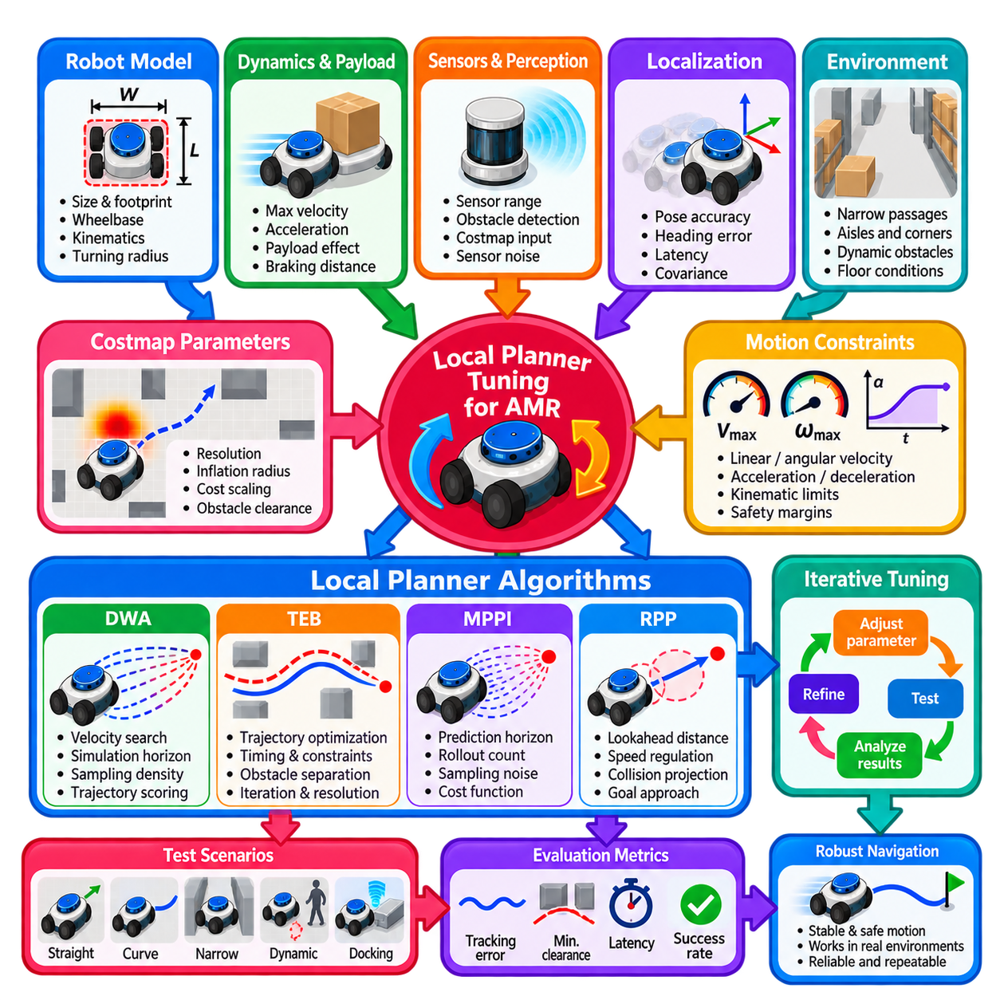 Robot Model
W
L
• Size & footprint
• Wheelbase
• Kinematics
• Turning radius
Dynamics & Payload
• Max velocity
• Acceleration
• Payload effect
• Braking distance
Sensors & Perception
• Sensor range
• Obstacle detection
• Costmap input
• Sensor noise
Localization
• Pose accuracy
• Heading error
• Latency
• Covariance
Environment
• Narrow passages
• Aisles and corners
• Dynamic obstacles
• Floor conditions
Costmap Parameters
• Resolution
• Inflation radius
• Cost scaling
• Obstacle clearance
Local Planner
Tuning
for AMR
Motion Constraints
Vmax
ωmax
a
t
• Linear / angular velocity
• Acceleration / deceleration
• Kinematic limits
• Safety margins
Local Planner Algorithms
DWA
• Velocity search
• Simulation horizon
• Sampling density
• Trajectory scoring
TEB
• Trajectory optimization
• Timing & constraints
• Obstacle separation
• Iteration & resolution
MPPI
• Prediction horizon
• Rollout count
• Sampling noise
• Cost function
RPP
• Lookahead distance
• Speed regulation
• Collision projection
• Goal approach
Iterative Tuning
Adjust
parameter
Test
Analyze
results
Refine
Test Scenarios
Straight
Curve
Narrow
Dynamic
Docking
Evaluation Metrics
Tracking
error
Min.
clearance
Latency
Success
rate
Robust Navigation
• Stable & safe motion
• Works in real environments
• Reliable and repeatable